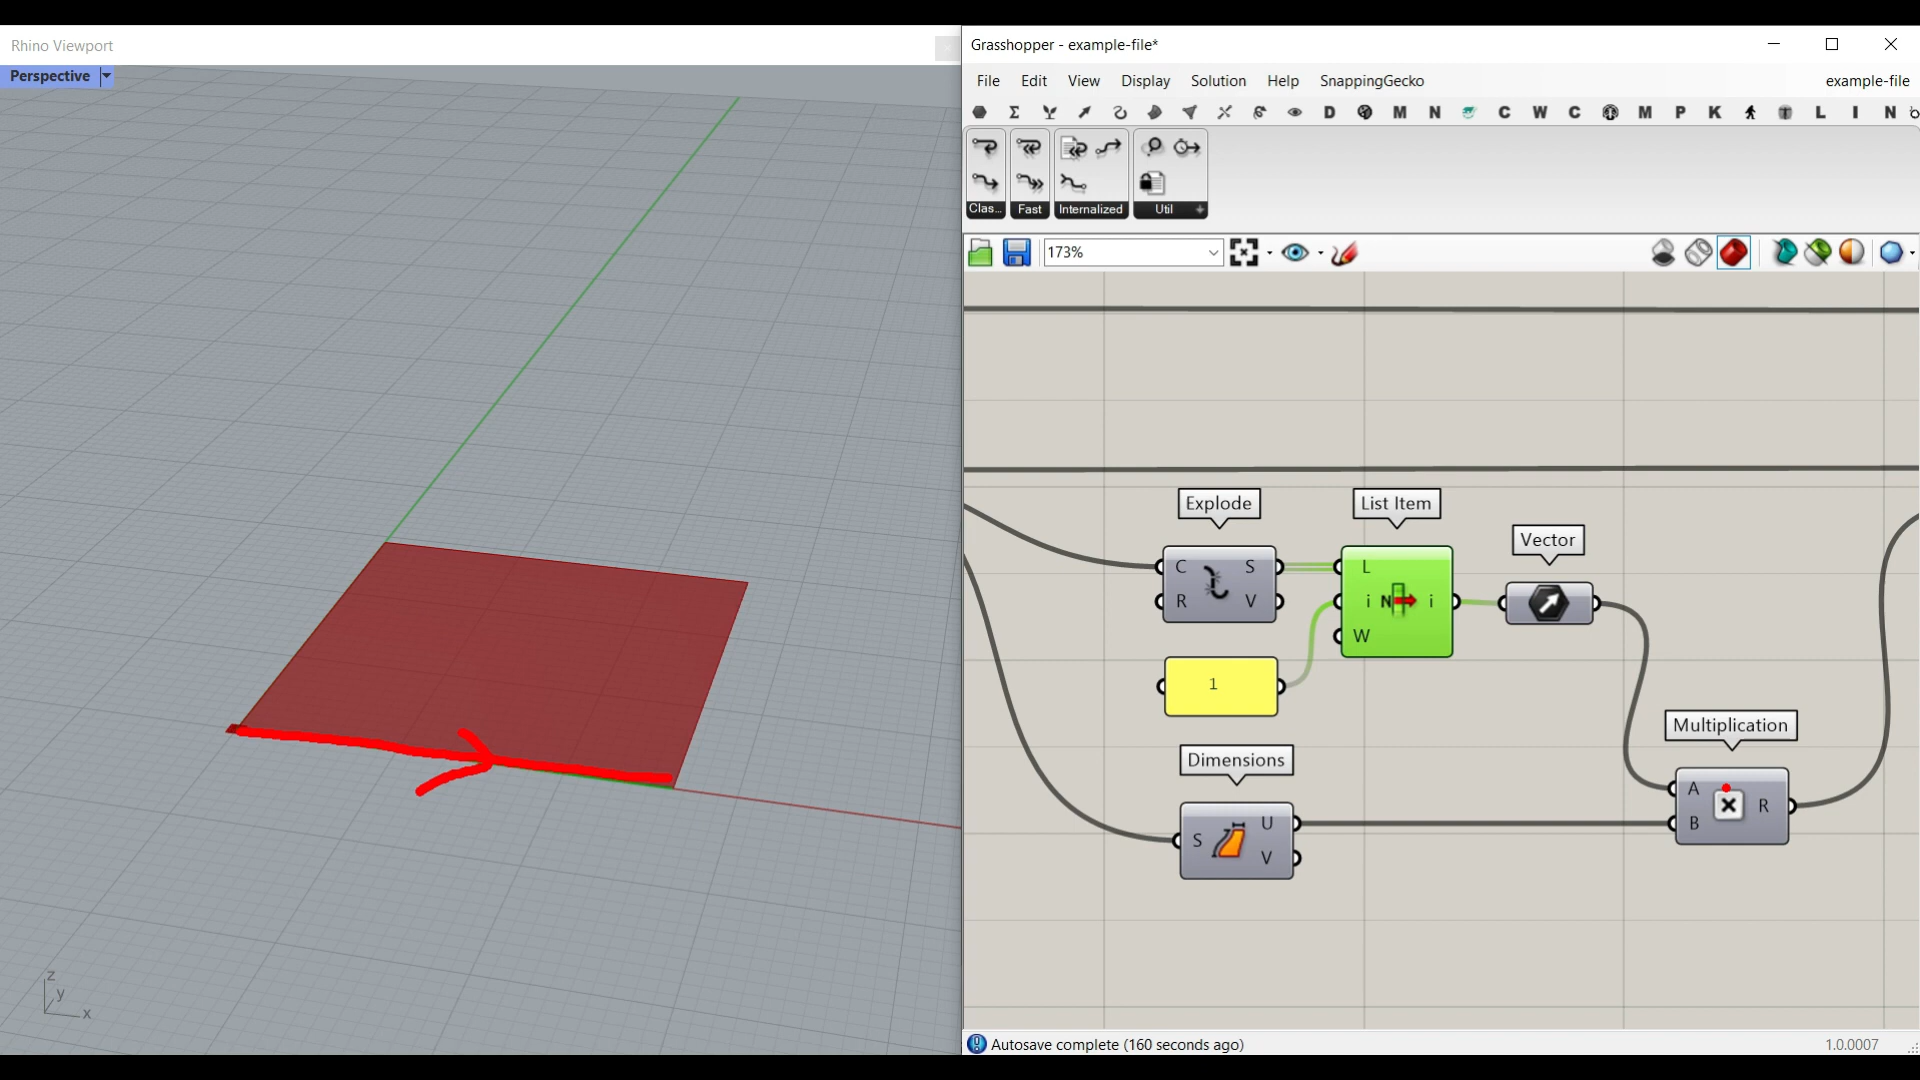 Rhino Viewport
Perspective
z
y
x
Grasshopper - example-file*
File Edit View Display Solution Help SnappingGecko example-file
D M N C W C M P K L I N
Clas... Fast Internalized Util
173%
Explode
List Item
Vector
C S
R V
L
i N i
W
1
Dimensions
S U
V
Multiplication
A
B R
Autosave complete (160 seconds ago)
1.0.0007